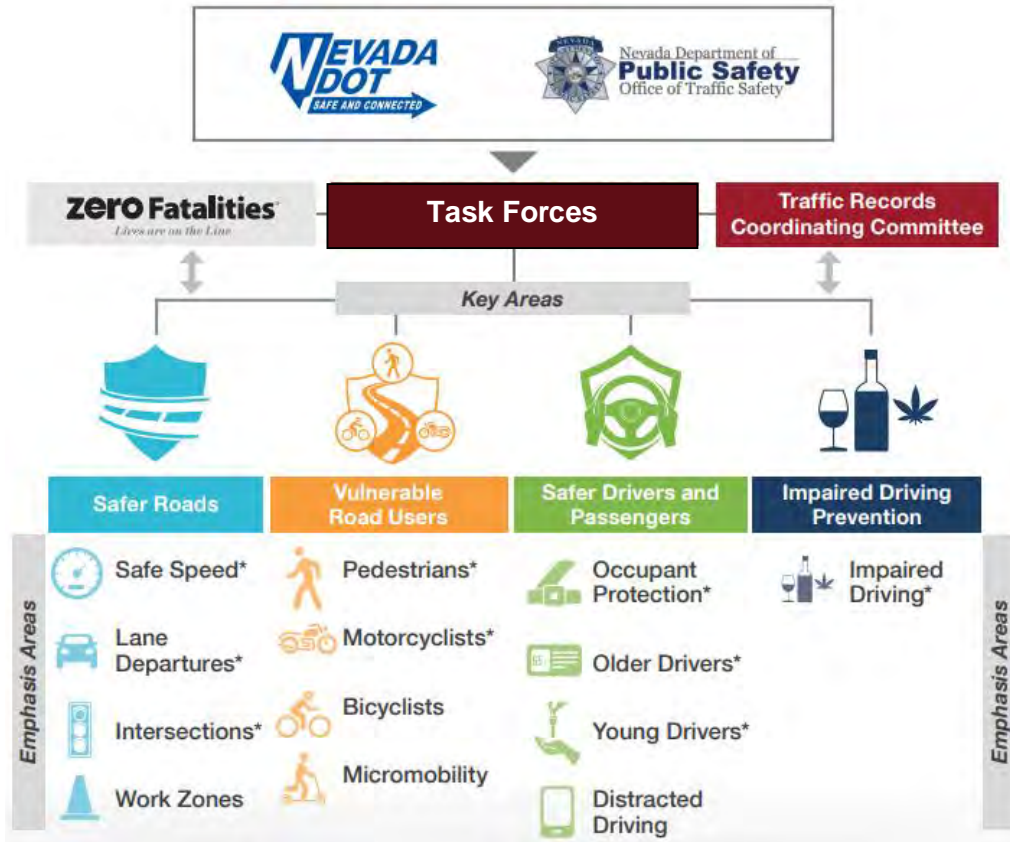 NEVADA
DOT
SAFE AND CONNECTED
NEVADA
Nevada Department of
Public Safety
Office of Traffic Safety
zero Fatalities
Lives are on the Line
Task Forces
Traffic Records
Coordinating Committee
Key Areas
Safer Roads
Vulnerable
Road Users
Safer Drivers and
Passengers
Impaired Driving
Prevention
Emphasis Areas
Safe Speed*
Lane
Departures*
Intersections*
Work Zones
Pedestrians*
Motorcyclists*
Bicyclists
Micromobility
Occupant
Protection*
Older Drivers*
Young Drivers*
Distracted
Driving
Impaired
Driving*
Emphasis Areas